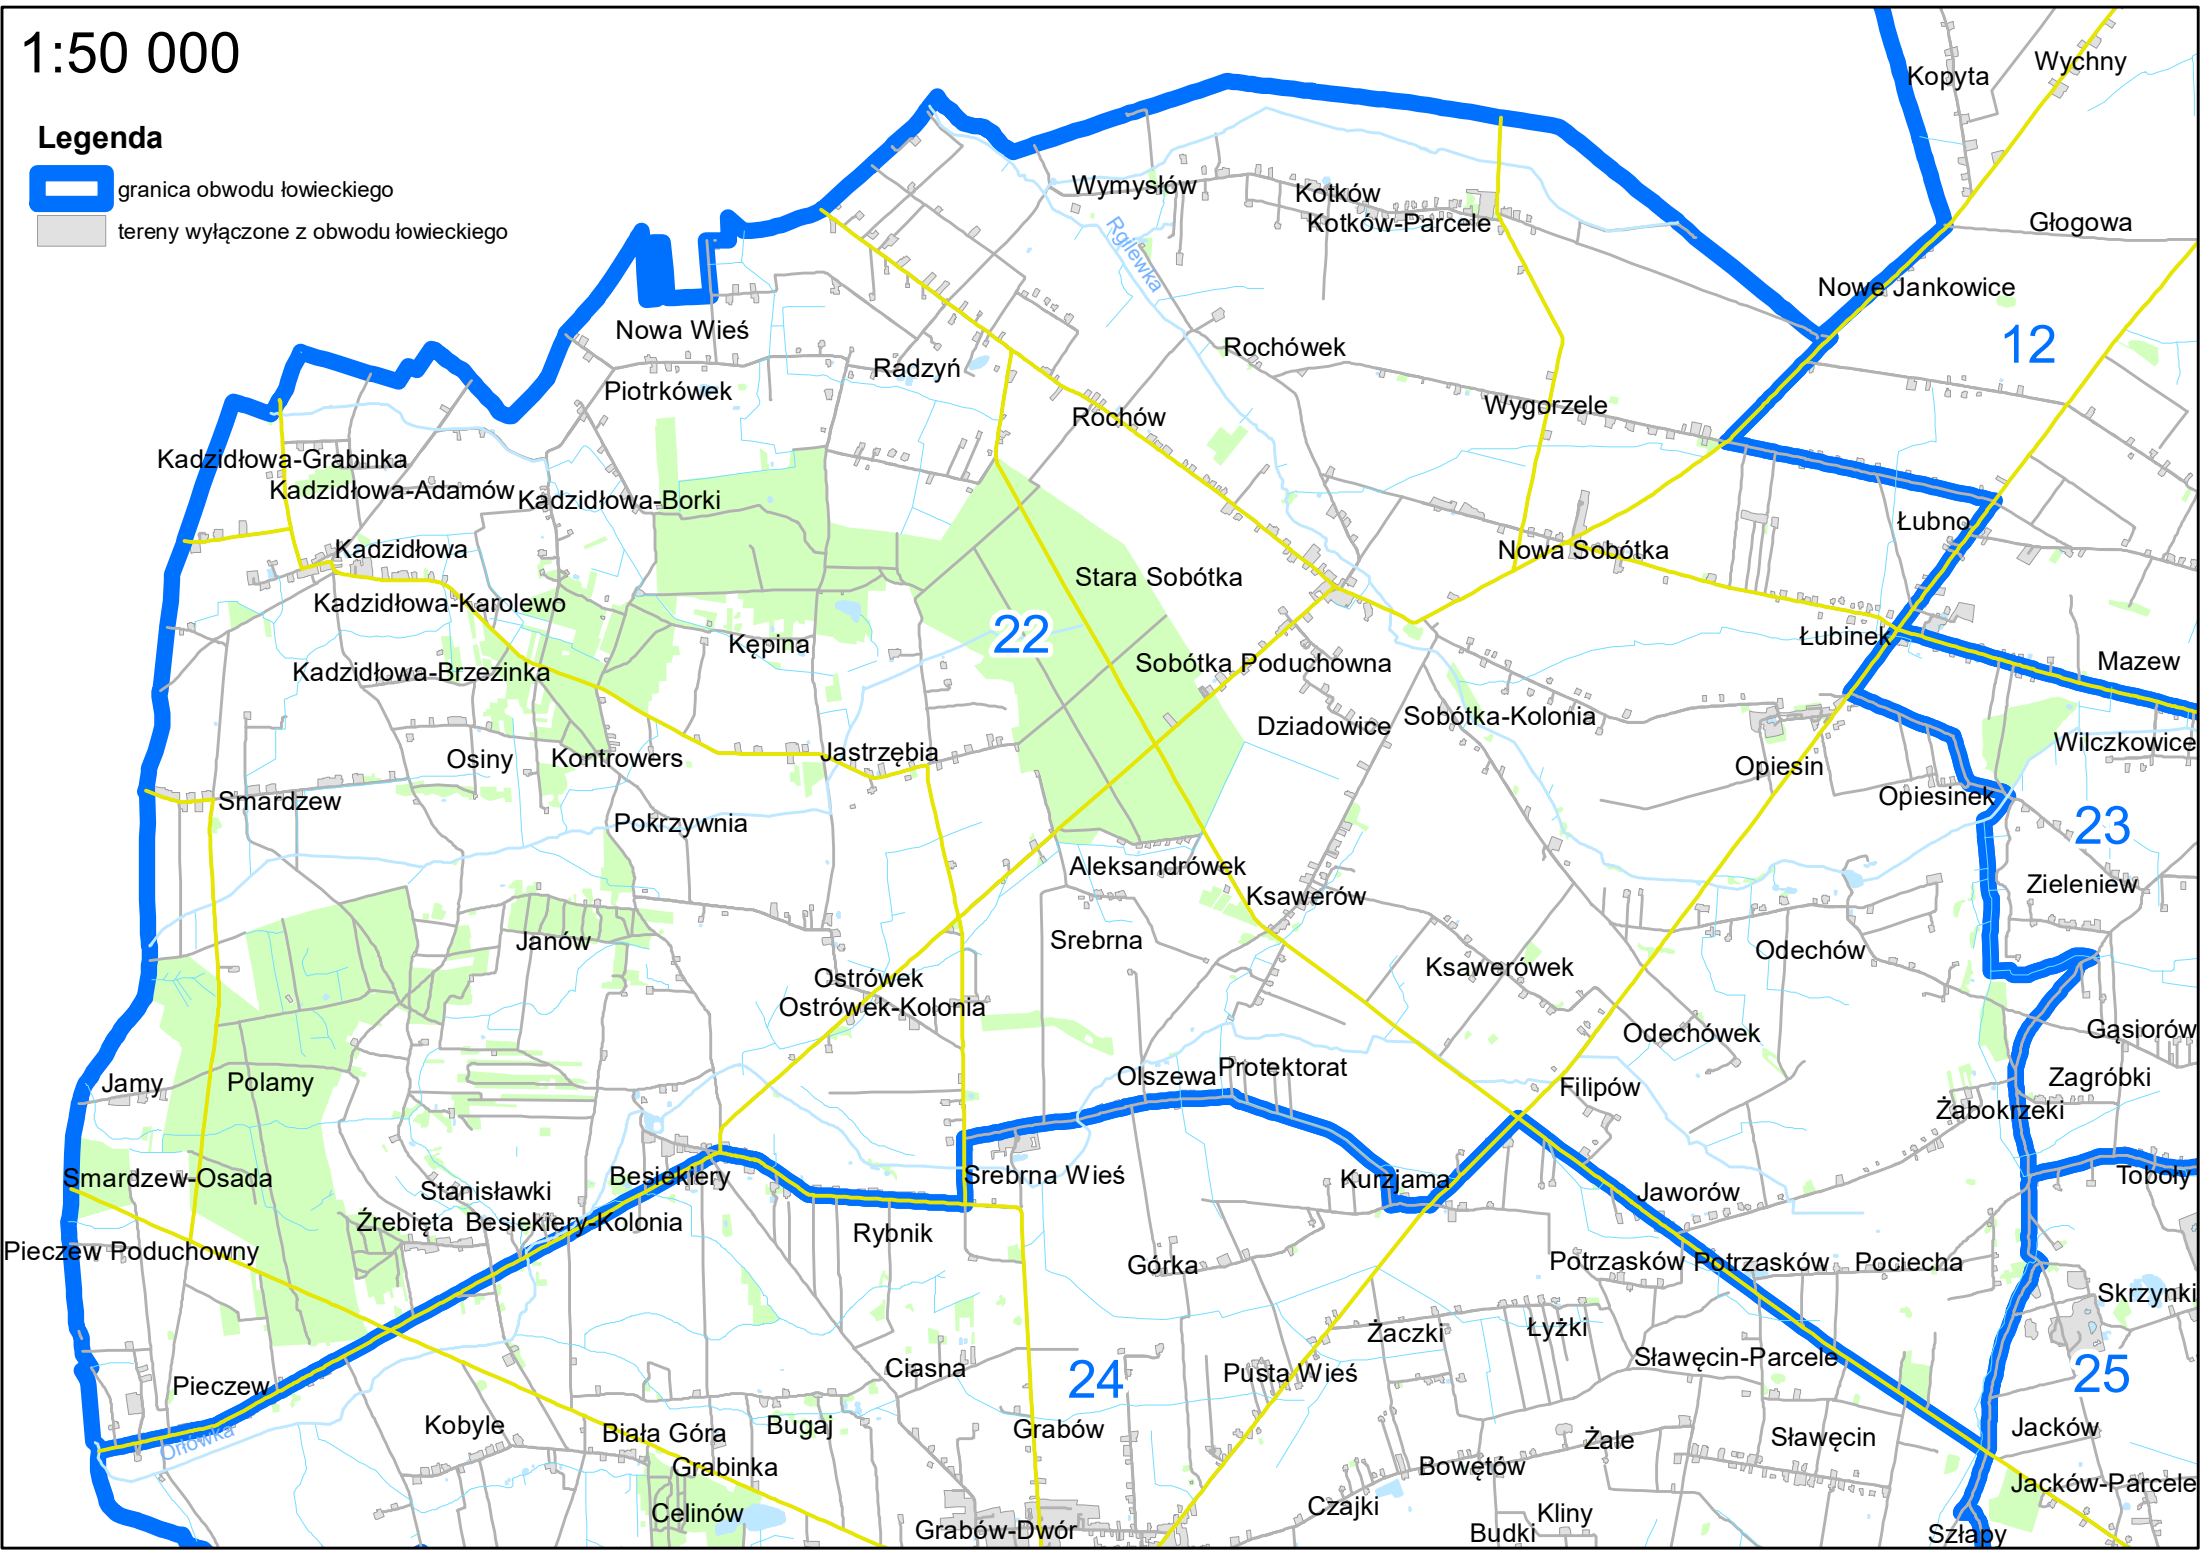 1:50 000
Legenda
granica obwodu łowieckiego
tereny wyłączone z obwodu łowieckiego
Wychny
Kopyta
Wymysłów
Kotków
Kotków-Parcele
Głogowa
Rgilewka
Nowe Jankowice
Nowa Wieś
12
Rochówek
Radzyń
Piotrkówek
Wygorzele
Rochów
Kadzidłowa-Grabinka
Kadzidłowa-Adamów
Kadzidłowa-Borki
Łubno
Kadzidłowa
Nowa Sobótka
Stara Sobótka
Kadzidłowa-Karolewo
22
Kępina
Łubinek
Sobótka Poduchowna
Mazew
Kadzidłowa-Brzezinka
Dziadowice
Sobótka-Kolonia
Wilczkowice
Osiny
Kontrowers
Jastrzębia
Opiesin
Smardzew
Opiesinek
Pokrzywnia
23
Aleksandrówek
Zieleniew
Ksawerów
Janów
Srebrna
Odechów
Ostrówek
Ksawerówek
Ostrówek-Kolonia
Odechówek
Gąsiorów
Jamy
Polamy
Olszewa
Protektorat
Filipów
Zagróbki
Żabokrzeki
Smardzew-Osada
Besiekiery
Srebrna Wieś
Kurzjama
Toboły
Stanisławki
Jaworów
Źrebięta
Besiekiery-Kolonia
Rybnik
Pieczew Poduchowny
Górka
Potrzasków
Potrzasków
Pociecha
Skrzynki
Żaczki
Łyżki
Sławęcin-Parcele
Ciasna
24
Pusta Wieś
25
Pieczew
Kobyle
Biała Góra
Bugaj
Grabów
Żale
Sławęcin
Jacków
Orłówka
Grabinka
Bowętów
Jacków-Parcele
Celinów
Czajki
Kliny
Grabów-Dwór
Budki
Szłapy